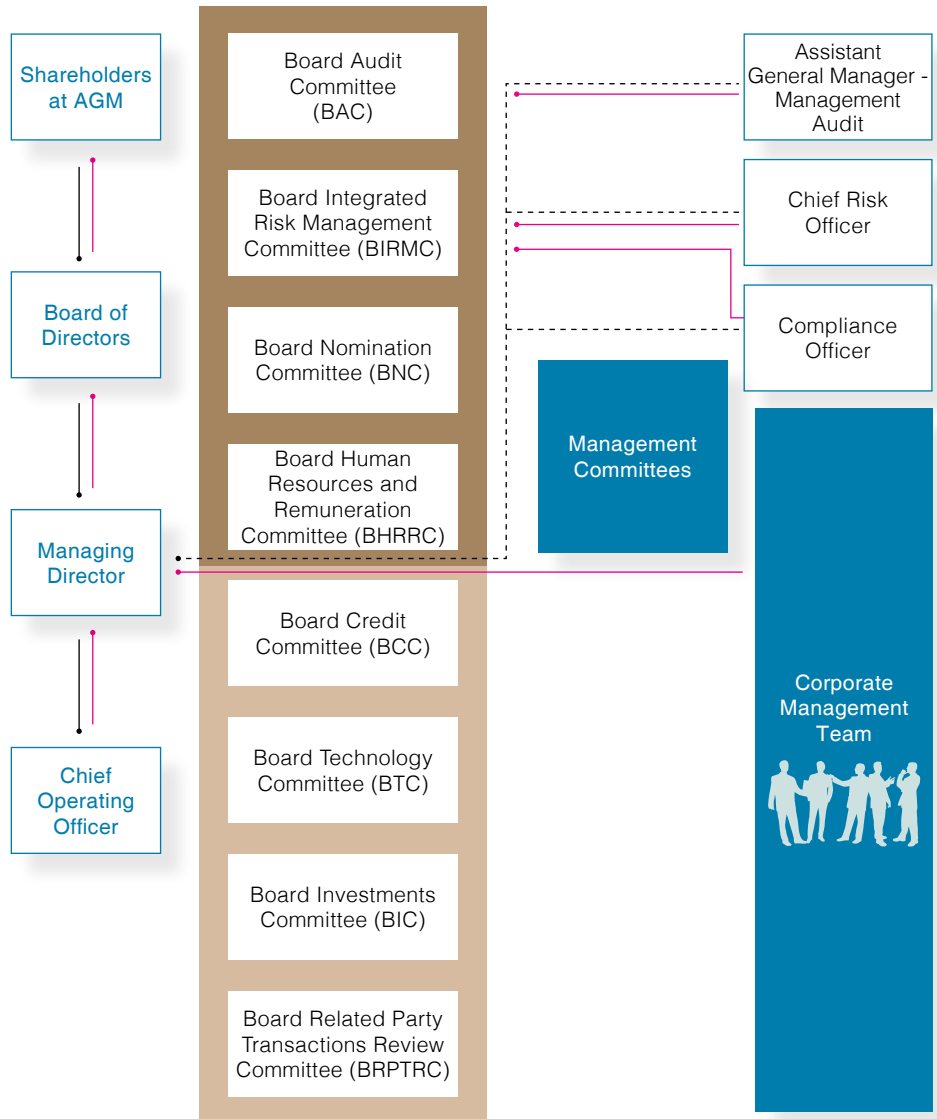 Shareholders
at AGM
Board of
Directors
Managing
Director
Chief
Operating
Officer
Board Audit
Committee
(BAC)
Board Integrated
Risk Management
Committee (BIRMC)
Board Nomination
Committee (BNC)
Board Human
Resources and
Remuneration
Committee (BHRRC)
Board Credit
Committee (BCC)
Board Technology
Committee (BTC)
Board Investments
Committee (BIC)
Board Related Party
Transactions Review
Committee (BRPTRC)
Management
Committees
Assistant
General Manager -
Management
Audit
Chief Risk
Officer
Compliance
Officer
Corporate
Management
Team